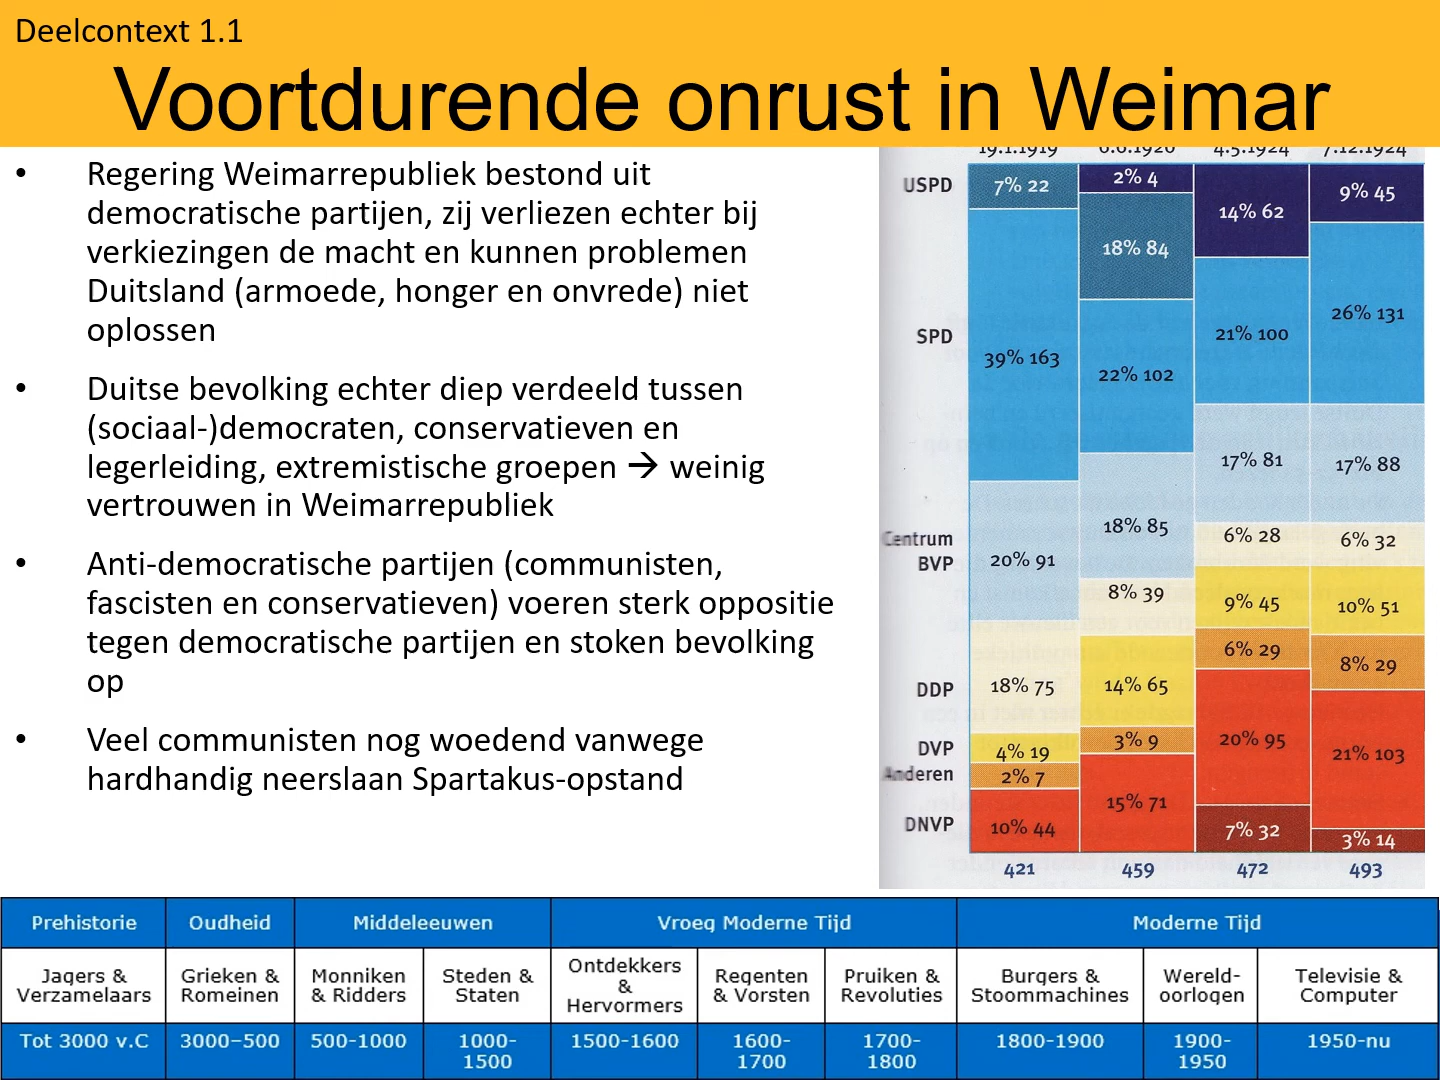 Deelcontext 1.1
Voortdurende onrust in Weimar
• Regering Weimarrepubliek bestond uit
democratische partijen, zij verliezen echter bij
verkiezingen de macht en kunnen problemen
Duitsland (armoede, honger en onvrede) niet
oplossen
• Duitse bevolking echter diep verdeeld tussen
(sociaal-)democraten, conservatieven en
legerleiding, extremistische groepen → weinig
vertrouwen in Weimarrepubliek
• Anti-democratische partijen (communisten,
fascisten en conservatieven) voeren sterk oppositie
tegen democratische partijen en stoken bevolking
op
• Veel communisten nog woedend vanwege
hardhandig neerslaan Spartakus-opstand
19.1.1919 6.6.1920 4.5.1924 7.12.1924
USPD 7% 22 2% 4 14% 62 9% 45
18% 84
SPD 39% 163 22% 102 21% 100 26% 131
17% 81 17% 88
Centrum 18% 85 6% 28 6% 32
BVP 20% 91
8% 39 9% 45 10% 51
6% 29 8% 29
DDP 18% 75 14% 65
DVP 4% 19 3% 9 20% 95 21% 103
Anderen 2% 7
15% 71
DNVP 10% 44 7% 32 3% 14
421 459 472 493
Prehistorie Oudheid Middeleeuwen Vroeg Moderne Tijd Moderne Tijd
Jagers &
Verzamelaars
Grieken &
Romeinen
Monniken
& Ridders
Steden &
Staten
Ontdekkers
&
Hervormers
Regenten
& Vorsten
Pruiken &
Revoluties
Burgers &
Stoommachines
Wereld-
oorlogen
Televisie &
Computer
Tot 3000 v.C
3000–500
500-1000
1000-
1500
1500-1600
1600-
1700
1700-
1800
1800-1900
1900-
1950
1950-nu